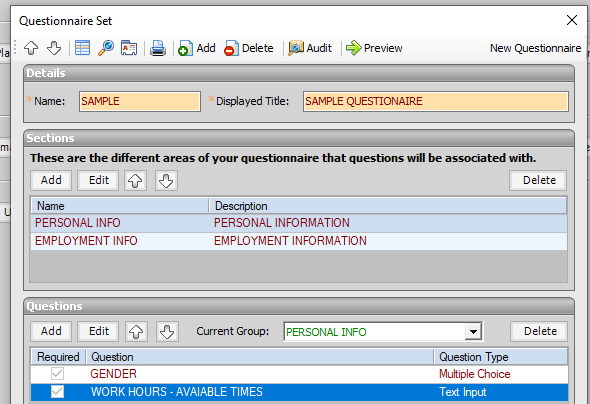 Questionnaire Set
Add Delete Audit Preview New Questionnaire
Details
*Name: SAMPLE *Displayed Title: SAMPLE QUESTIONAIRE
Sections
These are the different areas of your questionnaire that questions will be associated with.
Add Edit Delete
Name Description
PERSONAL INFO PERSONAL INFORMATION
EMPLOYMENT INFO EMPLOYMENT INFORMATION
Questions
Add Edit Current Group: PERSONAL INFO Delete
Required Question Question Type
GENDER Multiple Choice
WORK HOURS - AVAIABLE TIMES Text Input